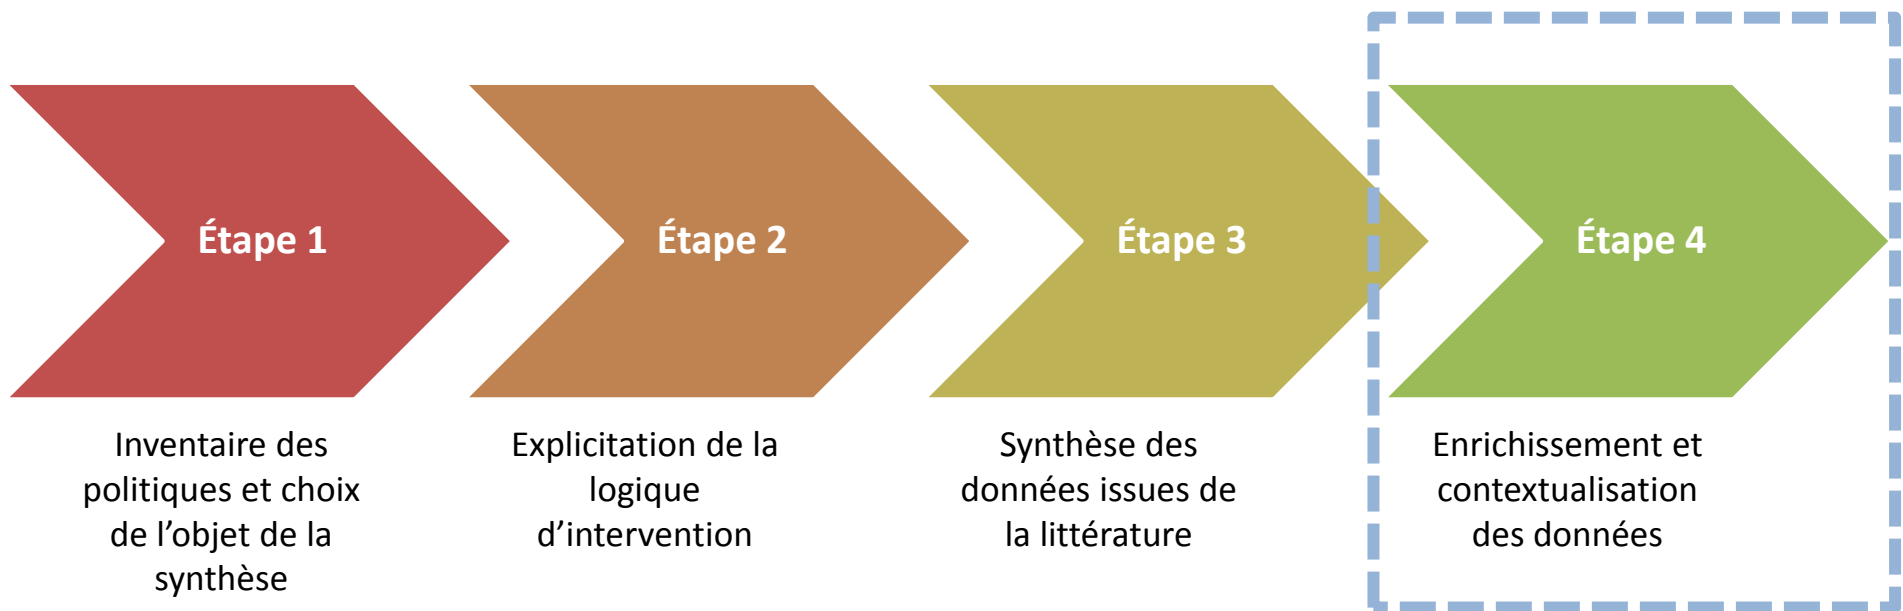 Étape 1
Étape 2
Étape 3
Étape 4
Inventaire des
politiques et choix
de l’objet de la
synthèse
Explicitation de la
logique
d’intervention
Synthèse des
données issues de
la littérature
Enrichissement et
contextualisation
des données